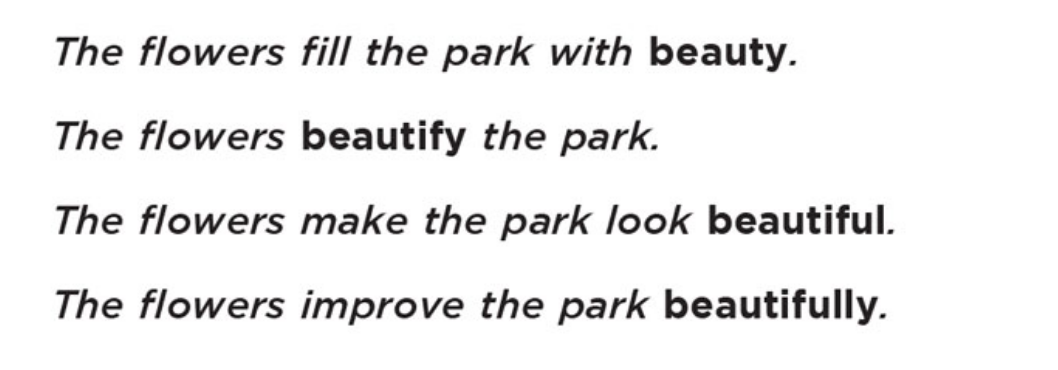 The flowers fill the park with beauty.
The flowers beautify the park.
The flowers make the park look beautiful.
The flowers improve the park beautifully.